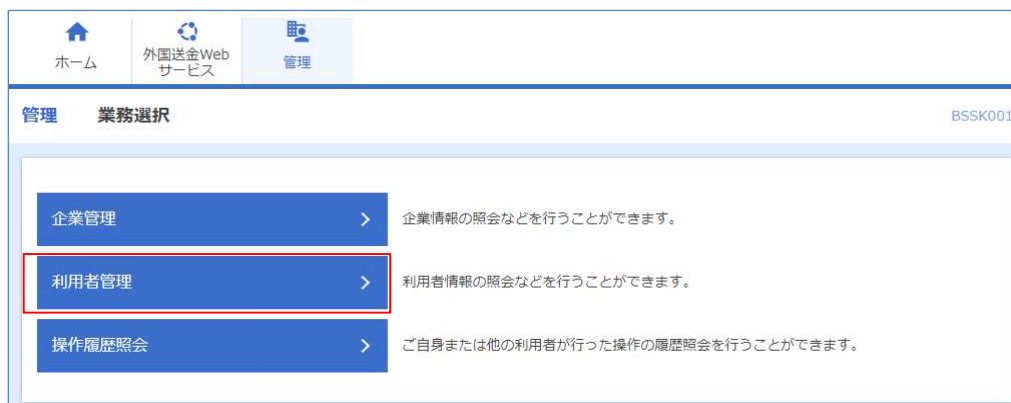 ホーム
外国送金Web
サービス
管理
管理 業務選択
BSSK001
企業管理
企業情報の照会などを行うことができます。
利用者管理
利用者情報の照会などを行うことができます。
操作履歴照会
ご自身または他の利用者が行った操作の履歴照会を行うことができます。